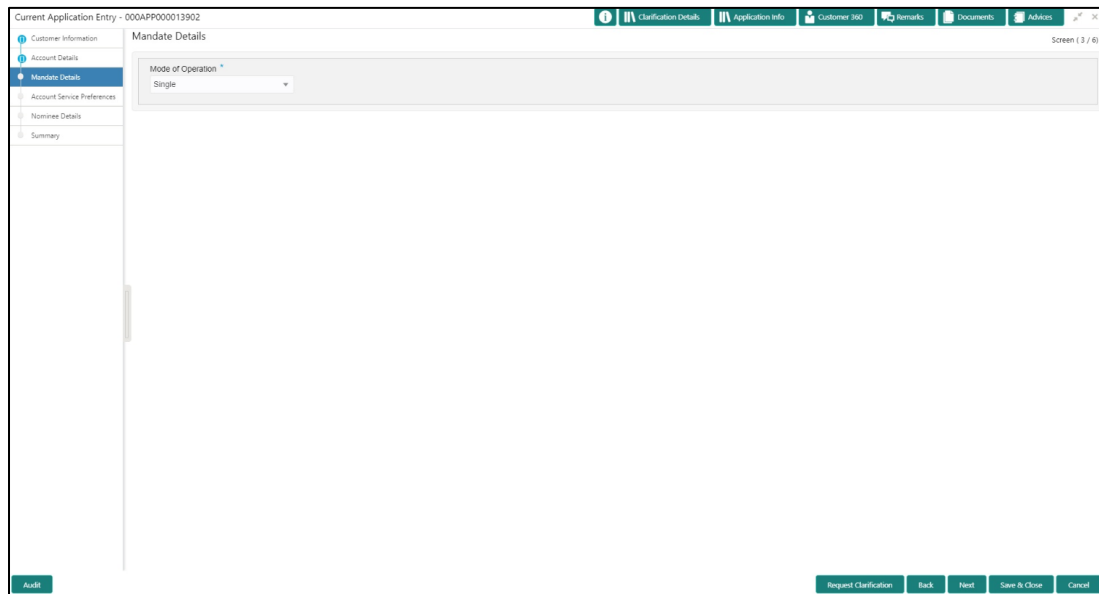 Current Application Entry - 000APP000013902
Clarification Details
Application Info
Customer 360
Remarks
Documents
Advices
Customer Information
Account Details
Mandate Details
Account Service Preferences
Nominee Details
Summary
Mandate Details
Screen ( 3 / 6)
Mode of Operation *
Single
Audit
Request Clarification
Back
Next
Save & Close
Cancel